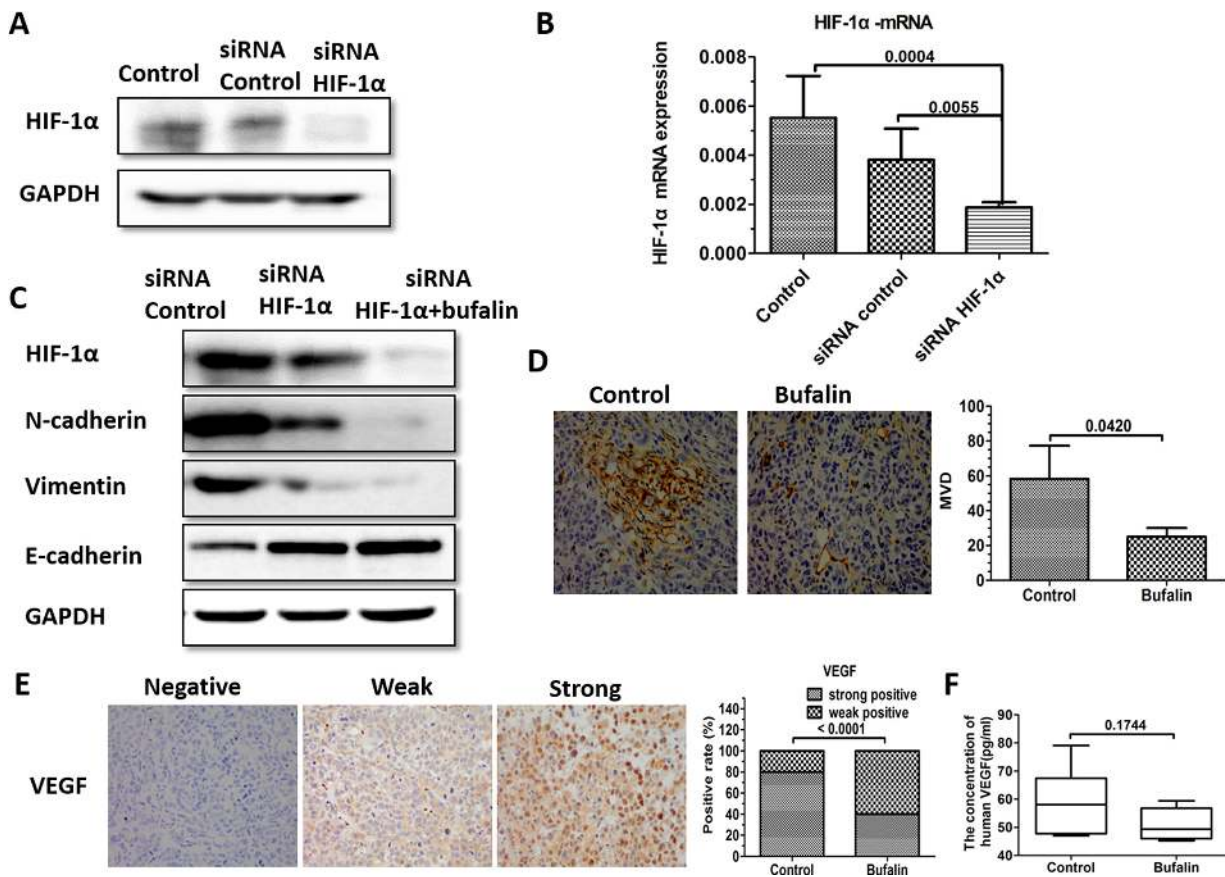 A
Control
siRNA
Control
siRNA
HIF-1α
HIF-1α
GAPDH
B
HIF-1α -mRNA
HIF-1α mRNA expression
0.008
0.006
0.004
0.002
0.000
0.0004
0.0055
Control
siRNA control
siRNA HIF-1α
C
siRNA
Control
siRNA
HIF-1α
siRNA
HIF-1α+bufalin
HIF-1α
N-cadherin
Vimentin
E-cadherin
GAPDH
D
Control
Bufalin
MVD
100
80
60
40
20
0
0.0420
Control
Bufalin
E
Negative
Weak
Strong
VEGF
VEGF
strong positive
weak positive
< 0.0001
Positive rate (%)
140
120
100
80
60
40
20
0
Control
Bufalin
F
The concentration of
human VEGF(pg/ml)
90
80
70
60
50
40
0.1744
Control
Bufalin